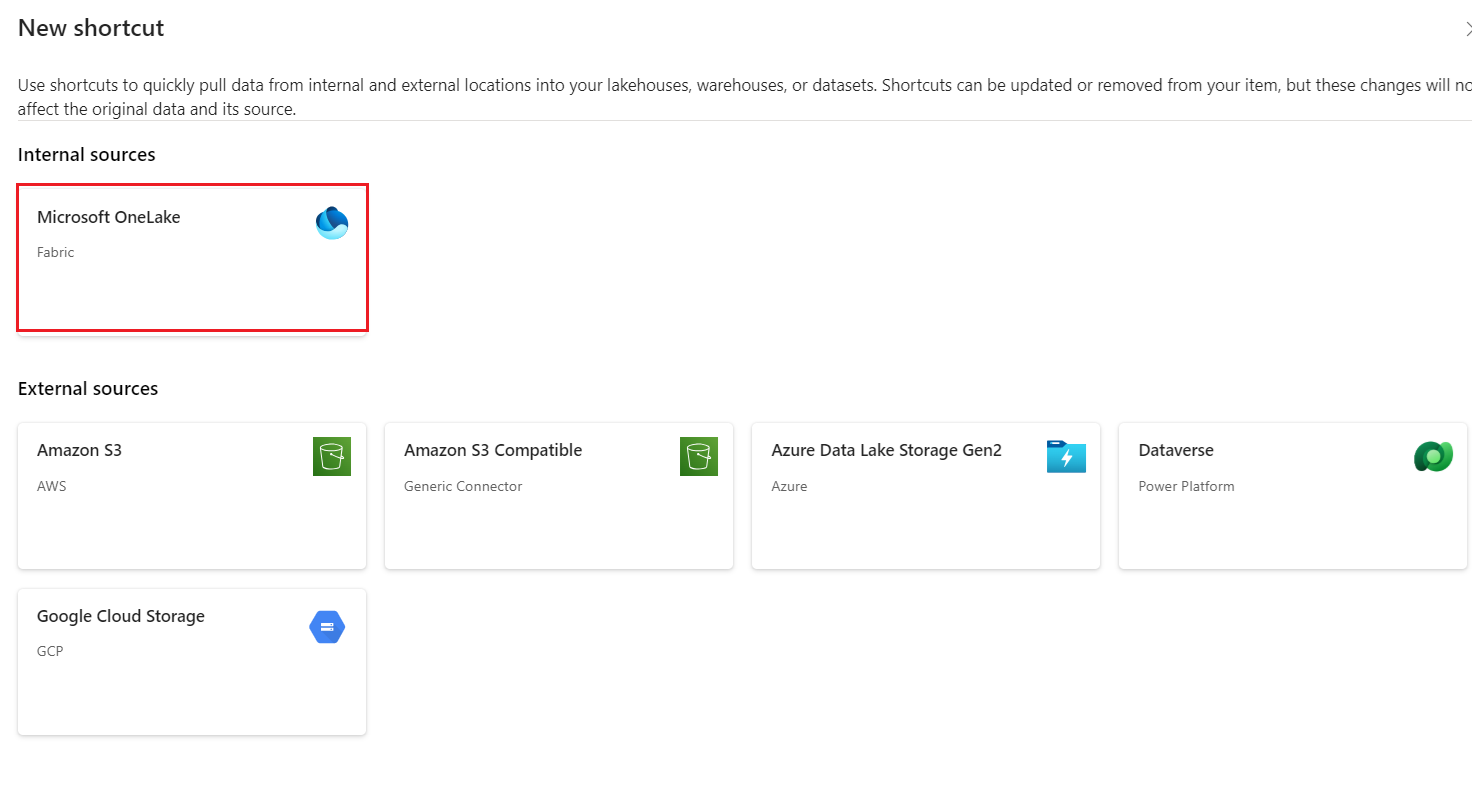 New shortcut
Use shortcuts to quickly pull data from internal and external locations into your lakehouses, warehouses, or datasets. Shortcuts can be updated or removed from your item, but these changes will no
affect the original data and its source.
Internal sources
Microsoft OneLake
Fabric
External sources
Amazon S3
AWS
Amazon S3 Compatible
Generic Connector
Azure Data Lake Storage Gen2
Azure
Dataverse
Power Platform
Google Cloud Storage
GCP